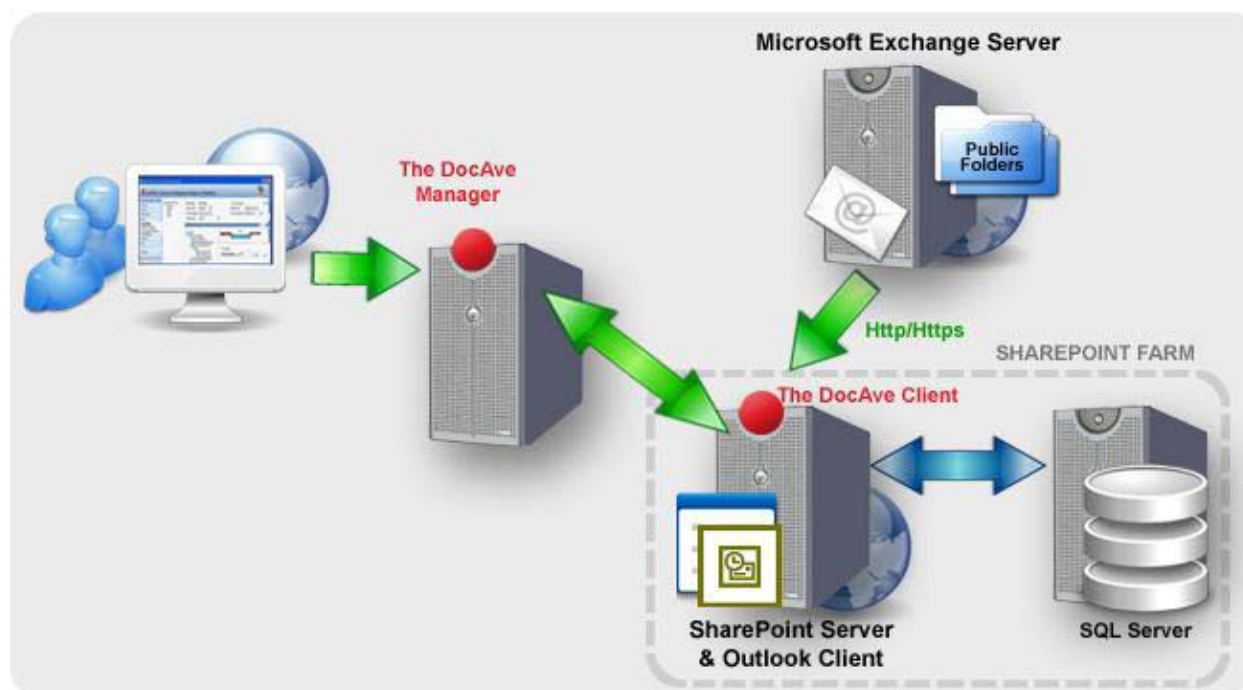 Microsoft Exchange Server
Public
Folders
The DocAve
Manager
Http/Https
SHAREPOINT FARM
The DocAve Client
SharePoint Server
& Outlook Client
SQL Server